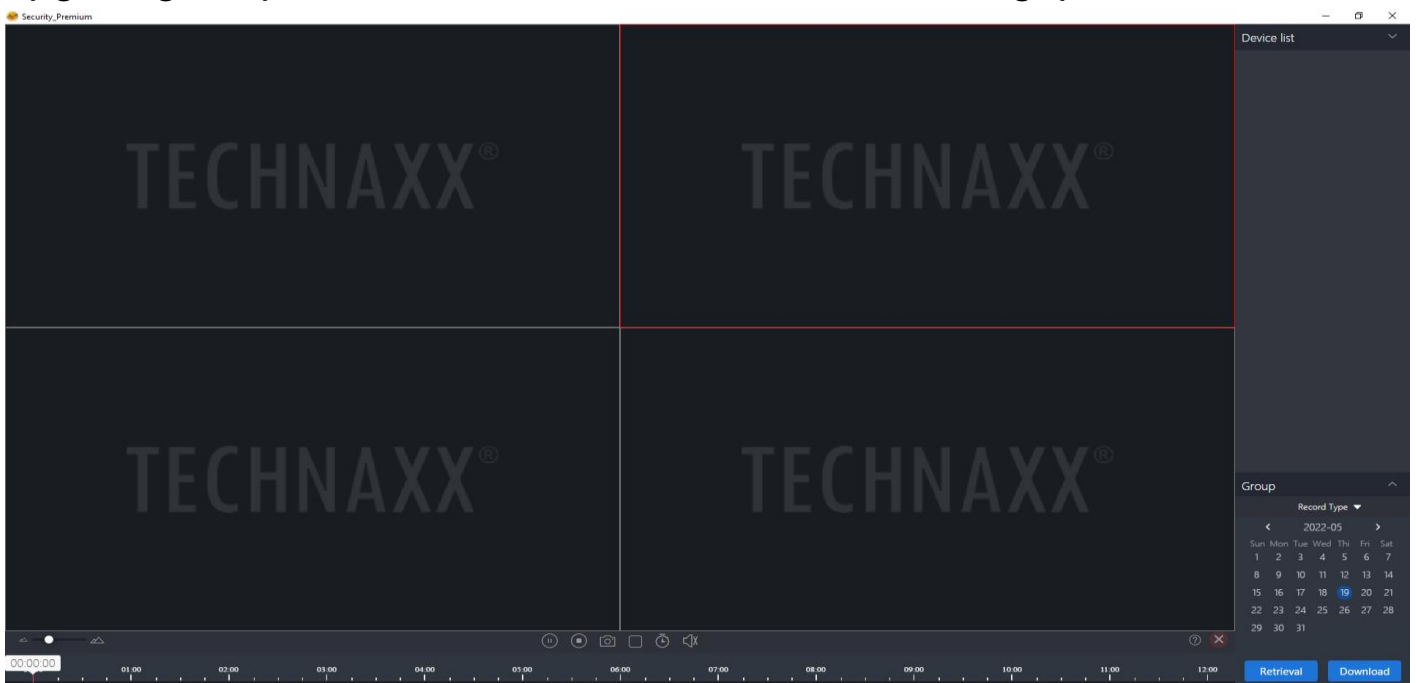 Security_Premium
Device list
TECHNAXX®
TECHNAXX®
TECHNAXX®
TECHNAXX®
Group
Record Type
2022-05
Sun Mon Tue Wed Thi Fri Sat
1 2 3 4 5 6 7
8 9 10 11 12 13 14
15 16 17 18 19 20 21
22 23 24 25 26 27 28
29 30 31
00:00:00 01:00 02:00 03:00 04:00 05:00 06:00 07:00 08:00 09:00 10:00 11:00 12:00
Retrieval Download